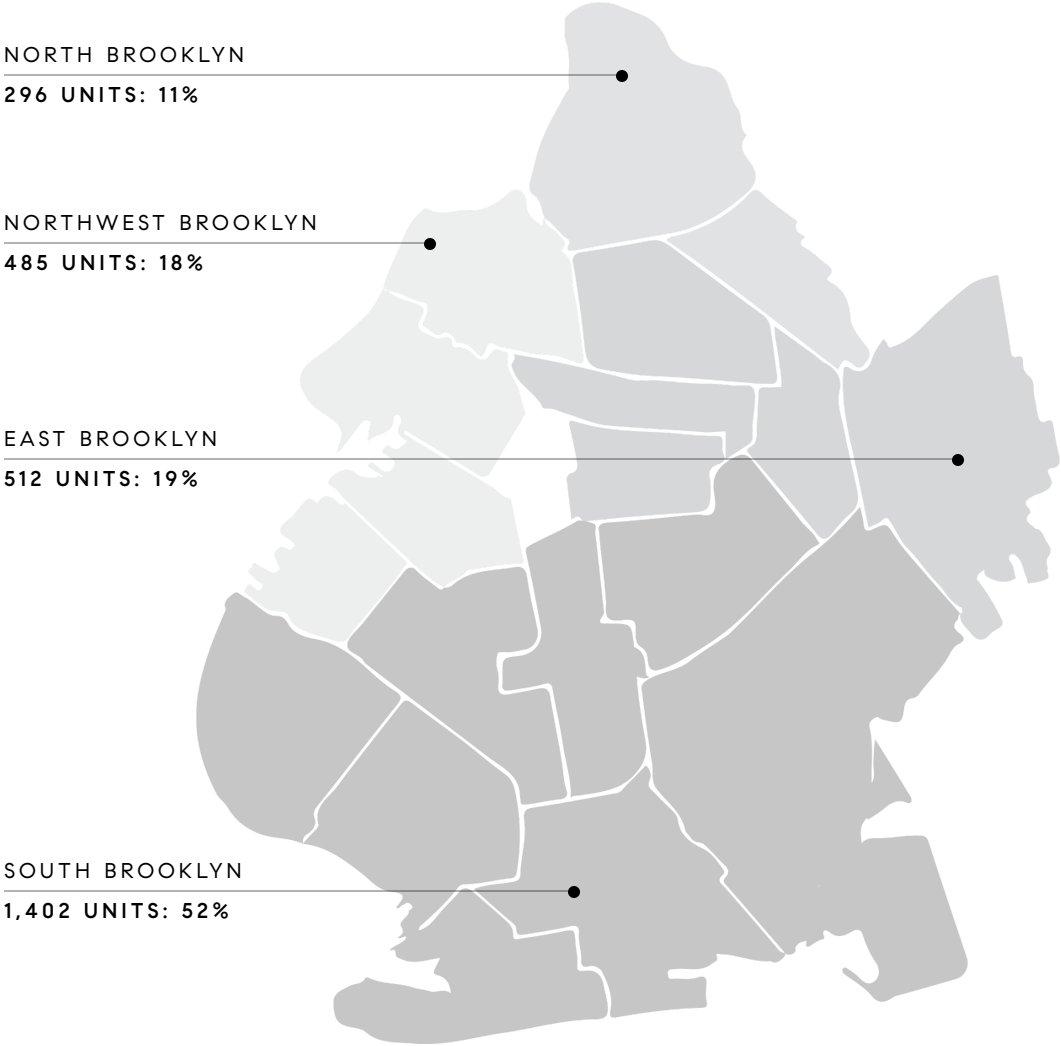 NORTH BROOKLYN
296 UNITS: 11%
NORTHWEST BROOKLYN
485 UNITS: 18%
EAST BROOKLYN
512 UNITS: 19%
SOUTH BROOKLYN
1,402 UNITS: 52%